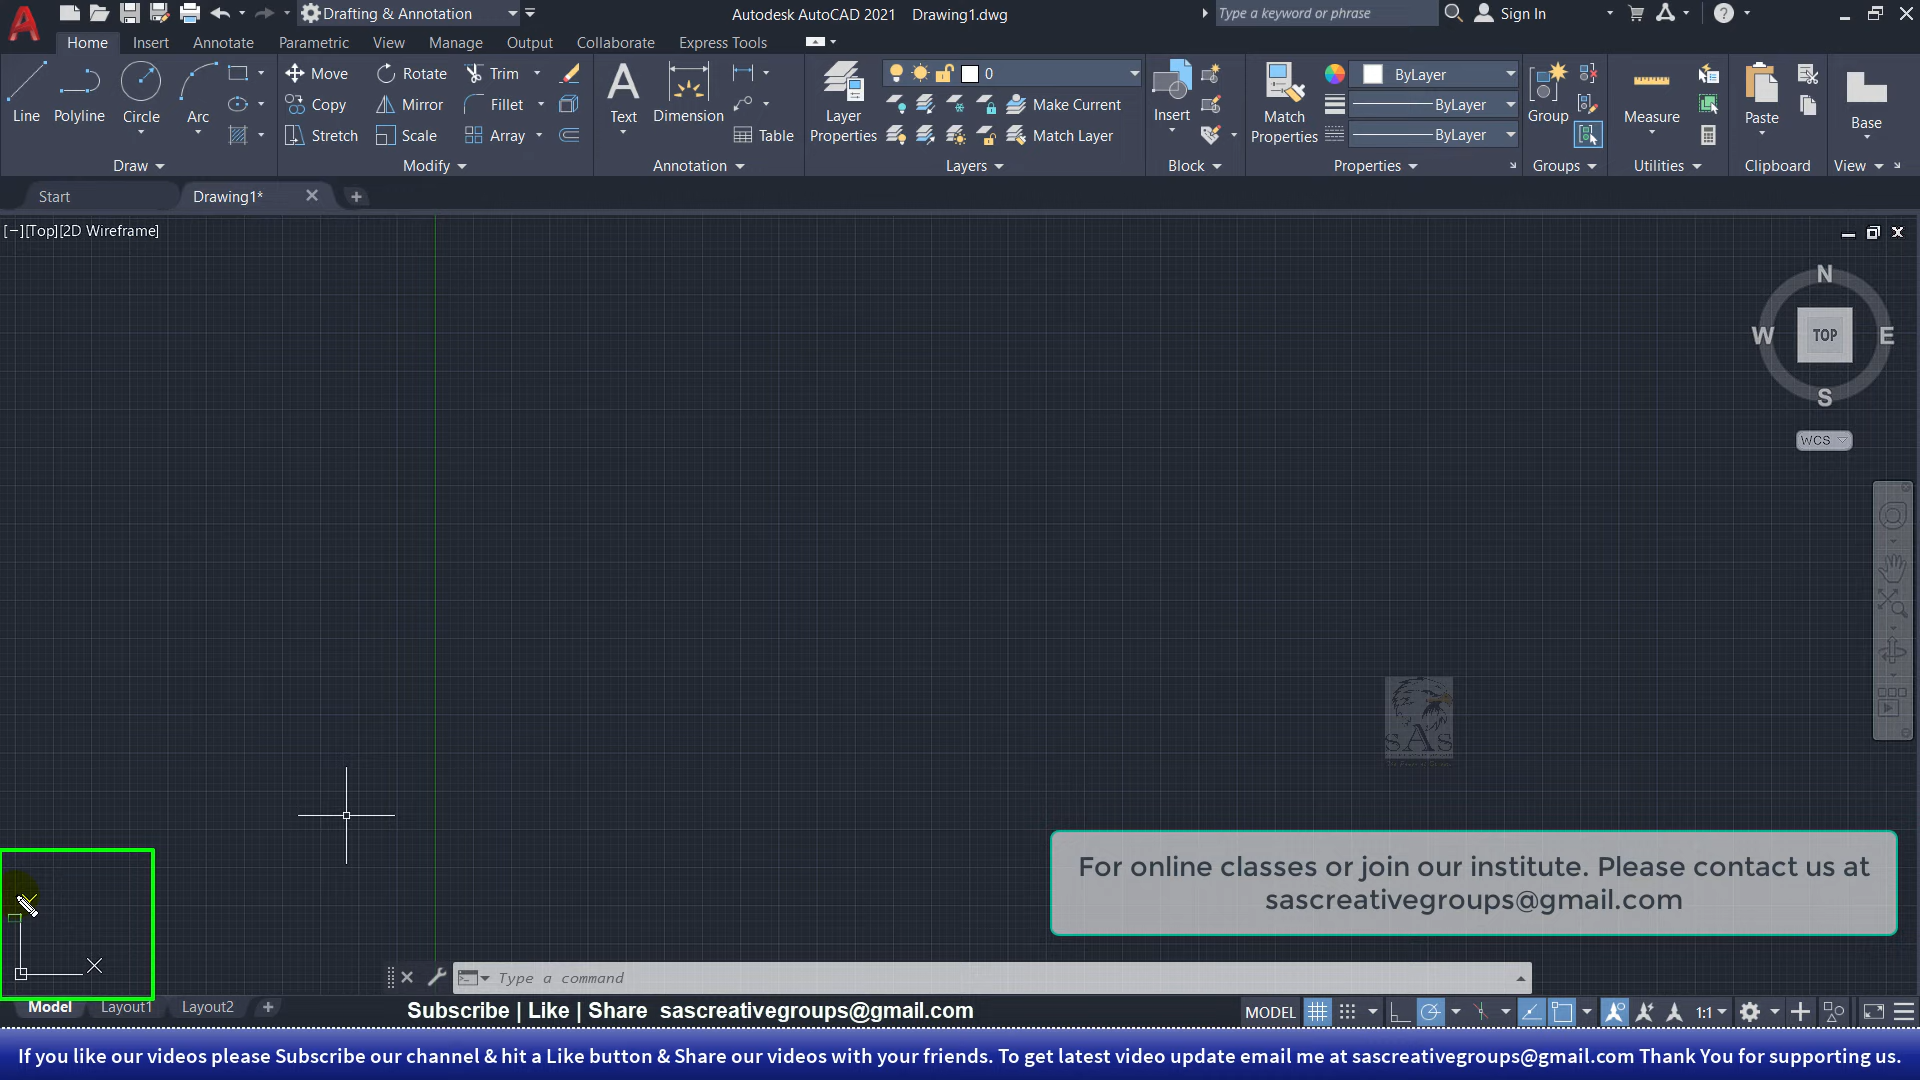 Drafting & Annotation
Autodesk AutoCAD 2021 Drawing1.dwg
Type a keyword or phrase
Sign In
Home Insert Annotate Parametric View Manage Output Collaborate Express Tools
Line Polyline Circle Arc
Move Rotate Trim
Copy Mirror Fillet
Stretch Scale Array
Text Dimension
Table
Layer Properties
0
Make Current
Match Layer
Insert
Match Properties
ByLayer
ByLayer
ByLayer
Group
Measure
Paste
Base
Draw Modify Annotation Layers Block Properties Groups Utilities Clipboard View
Start Drawing1*
[−][Top][2D Wireframe]
N
W TOP E
S
WCS
sAs
For online classes or join our institute. Please contact us at
sascreativegroups@gmail.com
X
Type a command
Model Layout1 Layout2
Subscribe | Like | Share sascreativegroups@gmail.com
MODEL
1:1
If you like our videos please Subscribe our channel & hit a Like button & Share our videos with your friends. To get latest video update email me at sascreativegroups@gmail.com Thank You for supporting us.